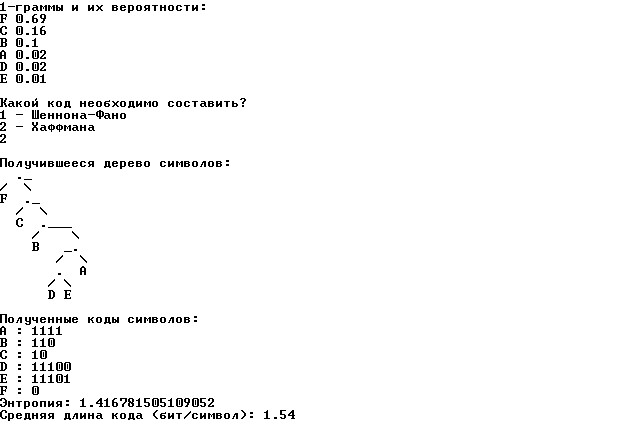 1-граммы и их вероятности:
F 0.69
C 0.16
B 0.1
A 0.02
D 0.02
E 0.01
Какой код необходимо составить?
1 - Шеннона-Фано
2 - Хаффмана
2
Получившееся дерево символов:
F
C
B
A
D E
Полученные коды символов:
A : 1111
B : 110
C : 10
D : 11100
E : 11101
F : 0
Энтропия: 1.416781505109052
Средняя длина кода (бит/символ): 1.54